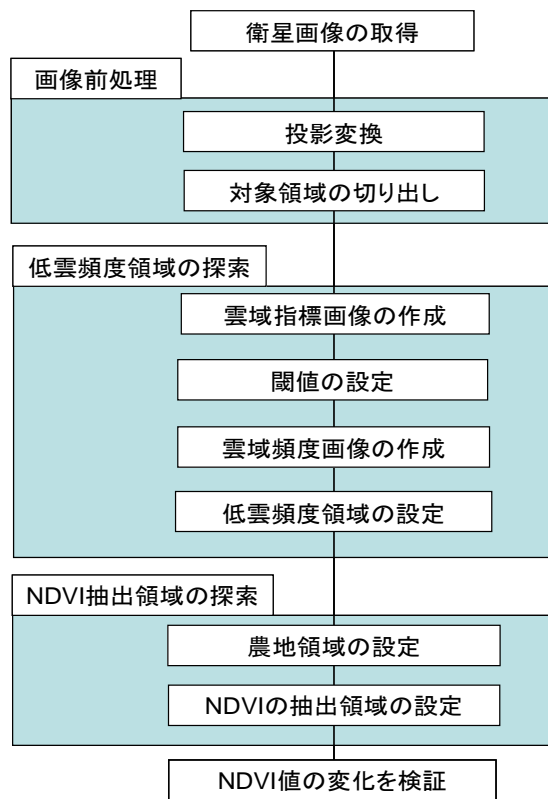 衛星画像の取得
画像前処理
投影変換
対象領域の切り出し
低雲頻度領域の探索
雲域指標画像の作成
閾値の設定
雲域頻度画像の作成
低雲頻度領域の設定
NDVI抽出領域の探索
農地領域の設定
NDVIの抽出領域の設定
NDVI値の変化を検証